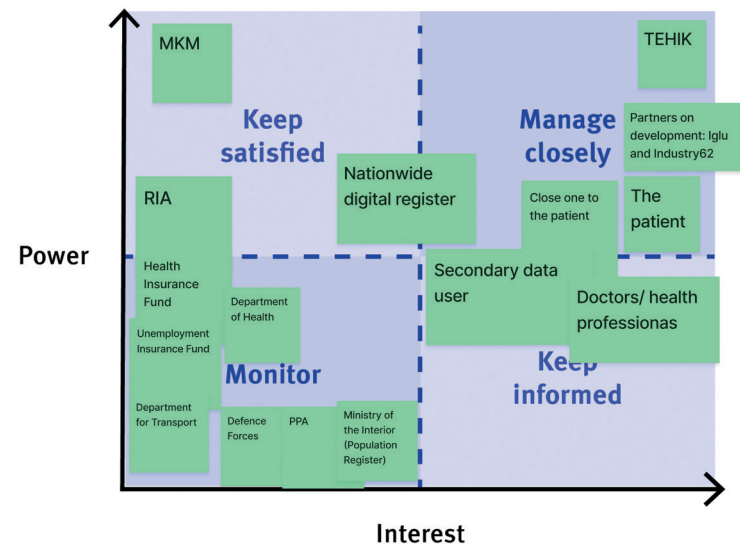 MKM
TEHIK
Keep
satisfied
Manage
closely
Partners on
development: Iglu
and Industry62
Nationwide
digital register
RIA
Close one to
the patient
The
patient
Power
Health
Insurance
Fund
Secondary data
user
Doctors/ health
professionas
Department
of Health
Unemployment
Insurance Fund
Monitor
Keep
informed
Department
for Transport
Defence
Forces
PPA
Ministry of
the Interior
(Population
Register)
Interest